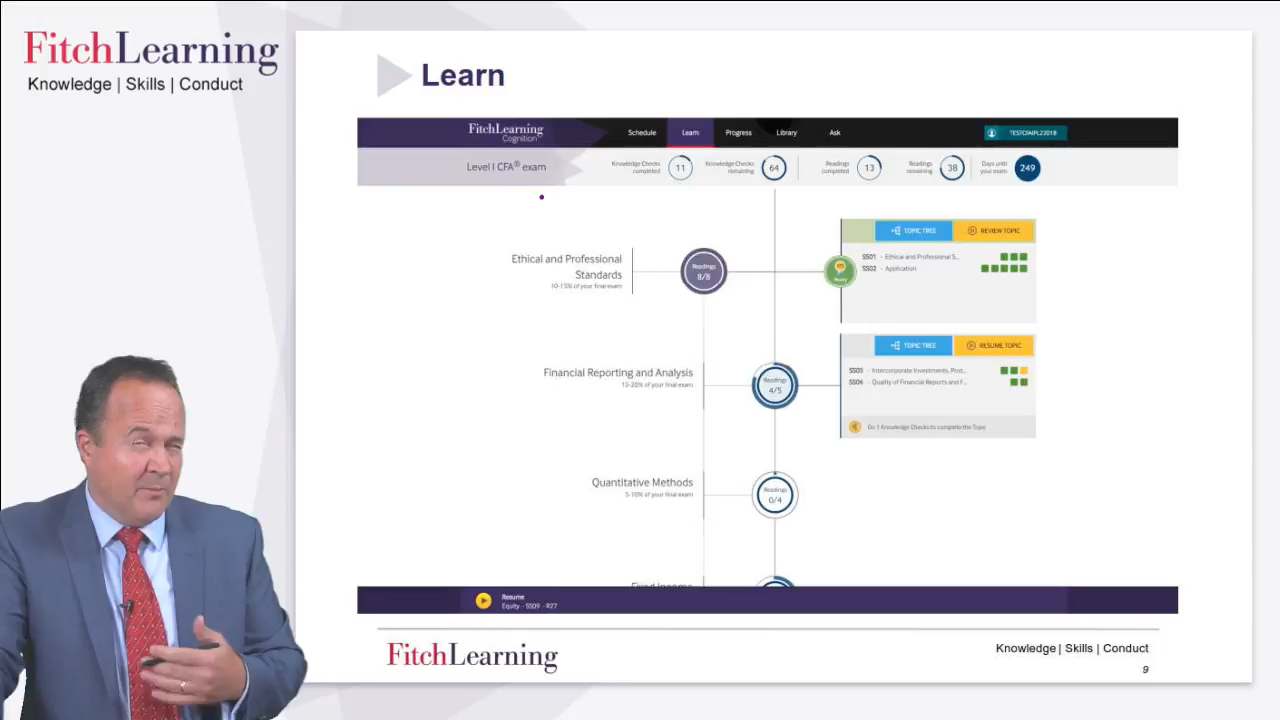 FitchLearning
Knowledge | Skills | Conduct
Learn
FitchLearning
Cognition
Schedule
Learn
Progress
Library
Ask
TESTCFAIPL22018
Level I CFA® exam
Knowledge Checks
completed
11
Knowledge Checks
remaining
64
Readings
completed
13
Readings
remaining
38
Days until
your exam
249
Ethical and Professional
Standards
10-15% of your final exam
Readings
8/8
TOPIC TREE
REVIEW TOPIC
SS01 - Ethical and Professional S...
SS02 - Application
Financial Reporting and Analysis
15-20% of your final exam
Readings
4/5
TOPIC TREE
RESUME TOPIC
SS05 - Intercorporate Investments, Post...
SS06 - Quality of Financial Reports and F...
Do 1 Knowledge Checks to complete the Topic
Quantitative Methods
5-10% of your final exam
Readings
0/4
Fixed Income
Resume
Equity - SS09 - R27
FitchLearning
Knowledge | Skills | Conduct
9